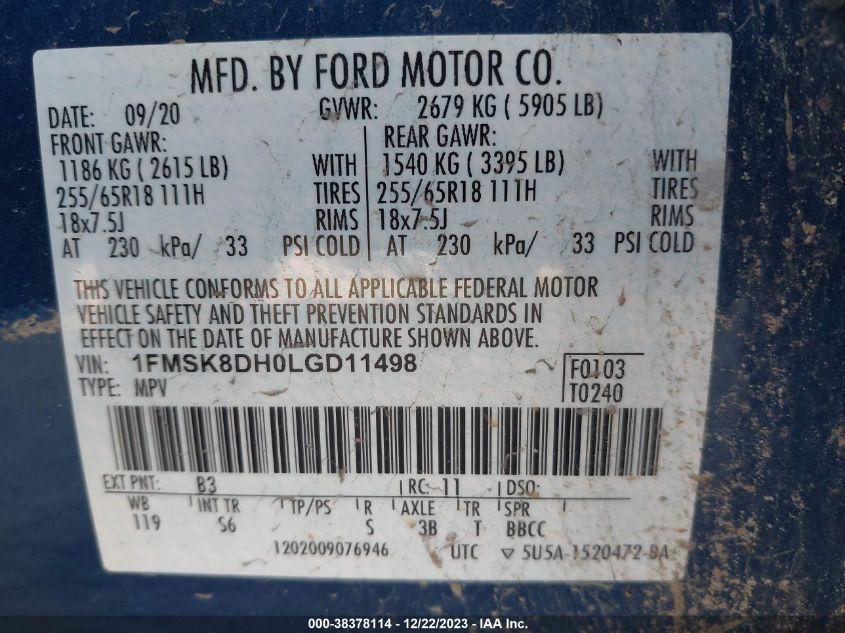 MFD. BY FORD MOTOR CO.
DATE: 09/20 GVWR: 2679 KG ( 5905 LB)
FRONT GAWR: REAR GAWR:
1186 KG ( 2615 LB) WITH 1540 KG ( 3395 LB) WITH
255/65R18 111H TIRES 255/65R18 111H TIRES
18x7.5J RIMS 18x7.5J RIMS
AT 230 kPa/ 33 PSI COLD AT 230 kPa/ 33 PSI COLD
THIS VEHICLE CONFORMS TO ALL APPLICABLE FEDERAL MOTOR
VEHICLE SAFETY AND THEFT PREVENTION STANDARDS IN
EFFECT ON THE DATE OF MANUFACTURE SHOWN ABOVE.
VIN: 1FMSK8DH0LGD11498 F0103
TYPE: MPV T0240
EXT PNT: B3 RC: 11 DSO:
WB INT TR TP/PS R AXLE TR SPR
119 S6 S 3B T BBCC
1202009076946 UTC ▽ 5U5A-1520472-BA
000-38378114 - 12/22/2023 - IAA Inc.